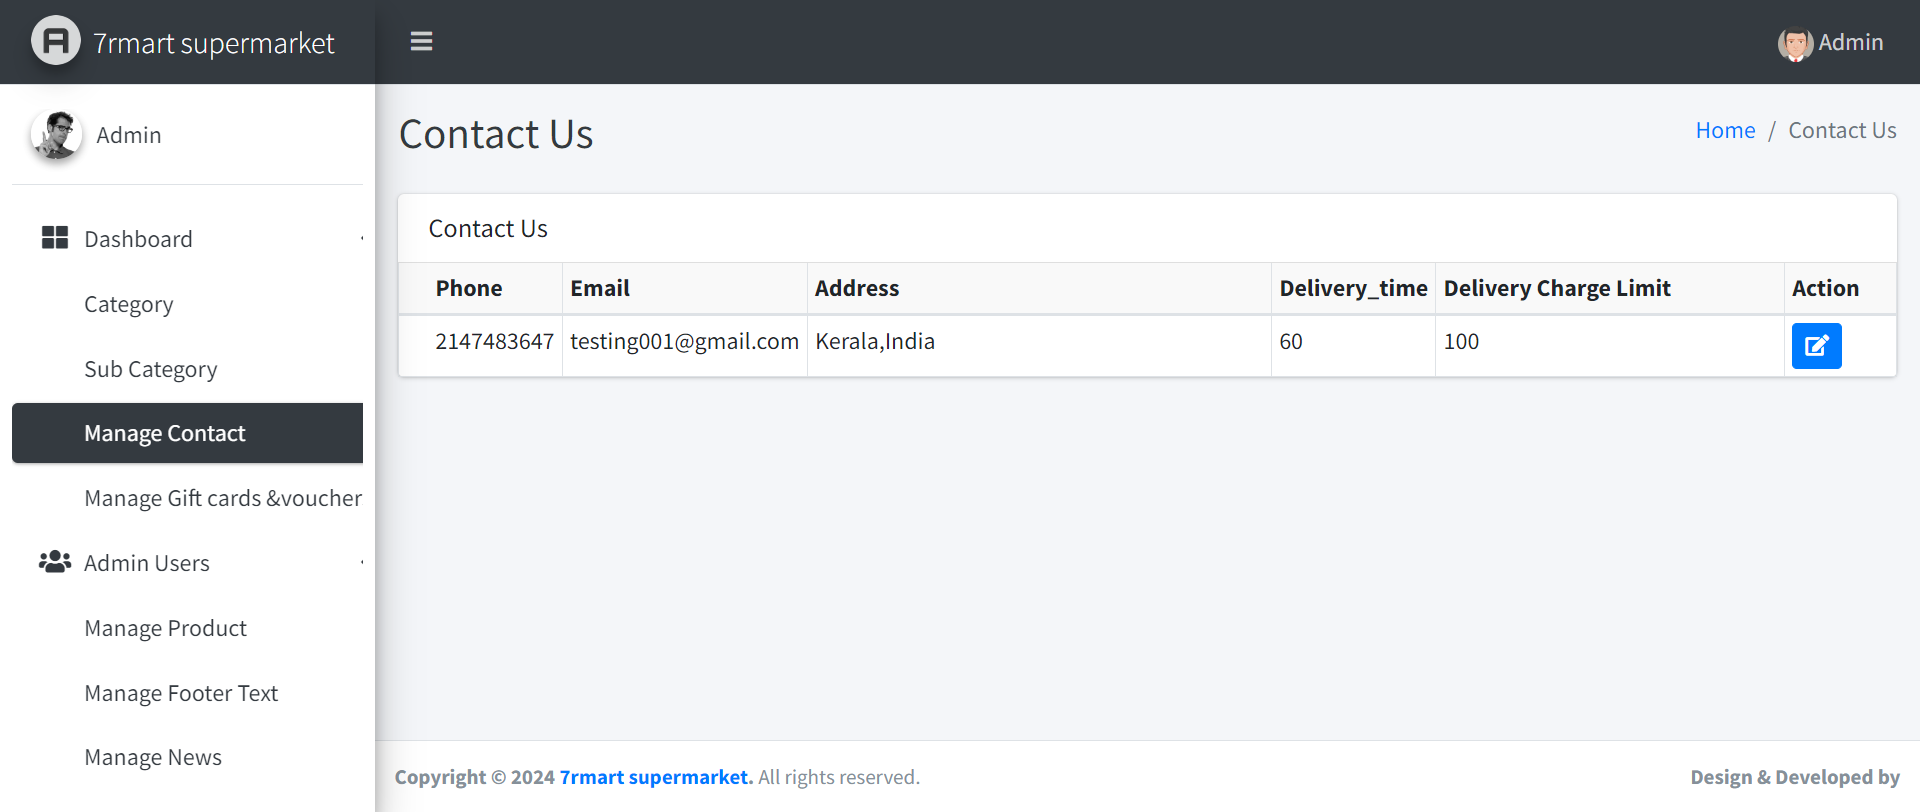 7rmart supermarket
Admin
Admin
Contact Us
Home / Contact Us
Dashboard
Category
Sub Category
Manage Contact
Manage Gift cards &voucher
Admin Users
Manage Product
Manage Footer Text
Manage News
Contact Us
Phone Email Address Delivery_time Delivery Charge Limit Action
2147483647 testing001@gmail.com Kerala,India 60 100
Copyright © 2024 7rmart supermarket. All rights reserved.
Design & Developed by